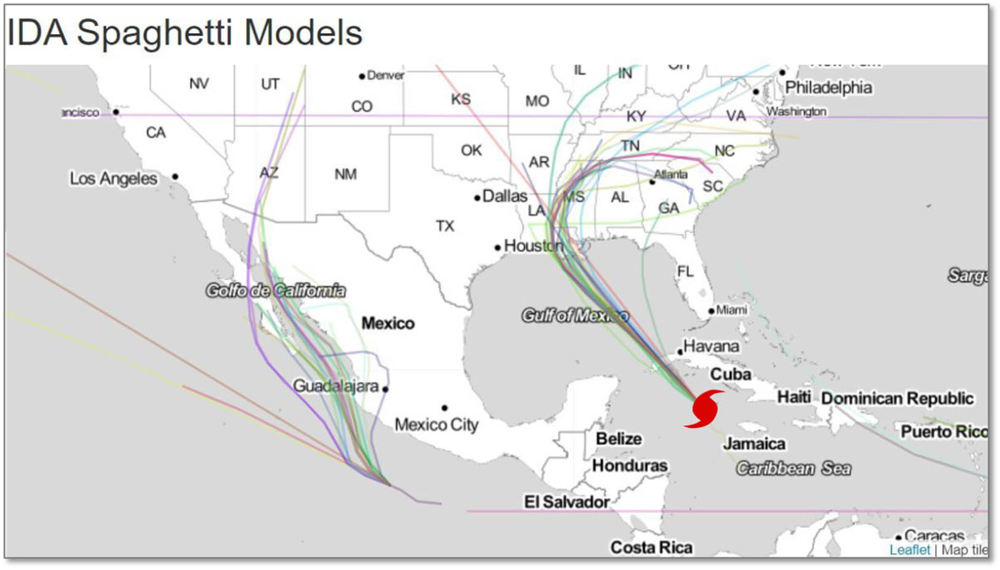 IDA Spaghetti Models
NV
UT
Denver
CO
KS
MO
IL
IN
OH
KY
VA
Philadelphia
Washington
ancisco
CA
AZ
NM
OK
AR
TN
NC
SC
Atlanta
Los Angeles
Dallas
TX
LA
MS
AL
GA
Houston
FL
Sarga
Golfo de California
Gulf of Mexico
Miami
Mexico
Havana
Cuba
Guadalajara
Mexico City
Haiti
Dominican Republic
Puerto Rico
Belize
Jamaica
Honduras
Caribbean Sea
El Salvador
Costa Rica
Caracas
Leaflet | Map tile